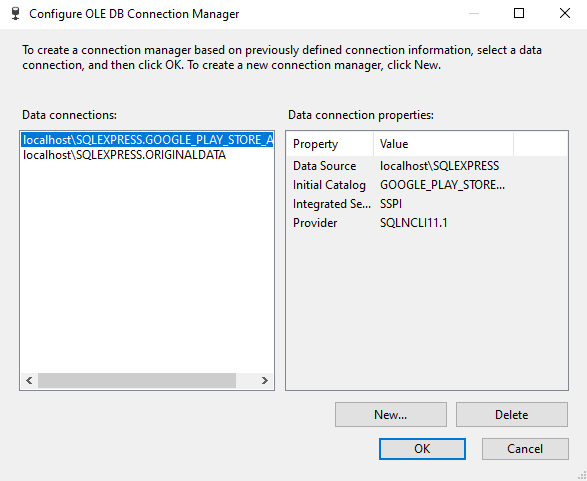 Configure OLE DB Connection Manager
To create a connection manager based on previously defined connection information, select a data
connection, and then click OK. To create a new connection manager, click New.
Data connections:
localhost\SQLEXPRESS.GOOGLE_PLAY_STORE_A
localhost\SQLEXPRESS.ORIGINALDATA
Data connection properties:
Property Value
Data Source localhost\SQLEXPRESS
Initial Catalog GOOGLE_PLAY_STORE...
Integrated Se... SSPI
Provider SQLNCLI11.1
New... Delete
OK Cancel